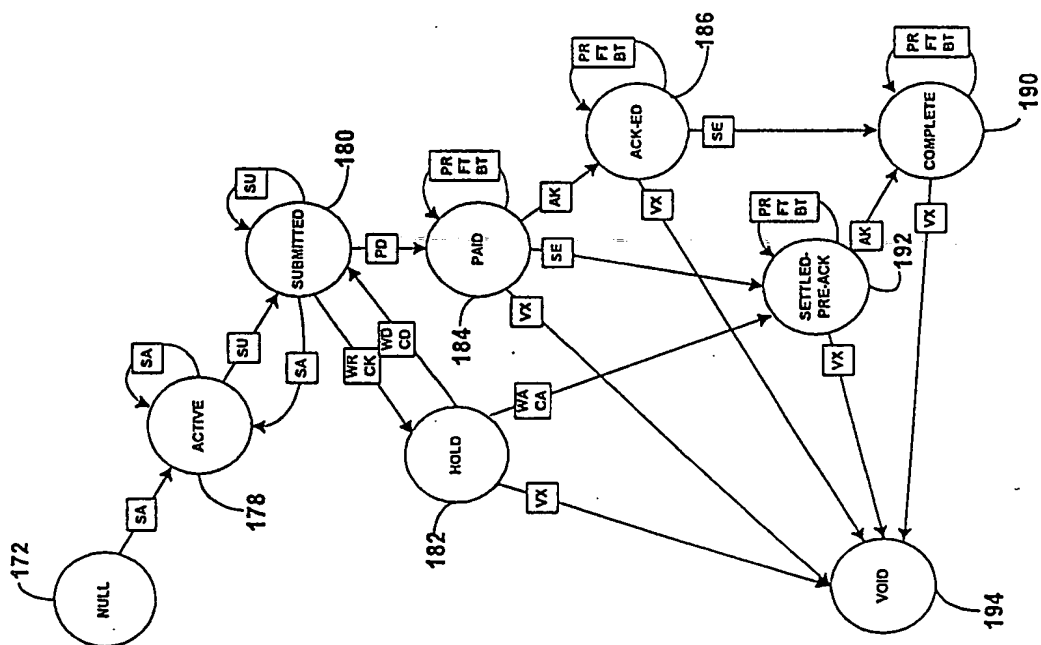 172
NULL
SA
178
ACTIVE
SA
SU
SA
180
SUBMITTED
SU
WR
CK
WD
CD
PD
182
HOLD
VX
WA
CA
184
PAID
PR
FT
BT
VX
SE
AK
186
ACK-ED
PR
FT
BT
VX
SE
192
SETTLED-
PRE-ACK
PR
FT
BT
VX
AK
190
COMPLETE
PR
FT
BT
VX
194
VOID